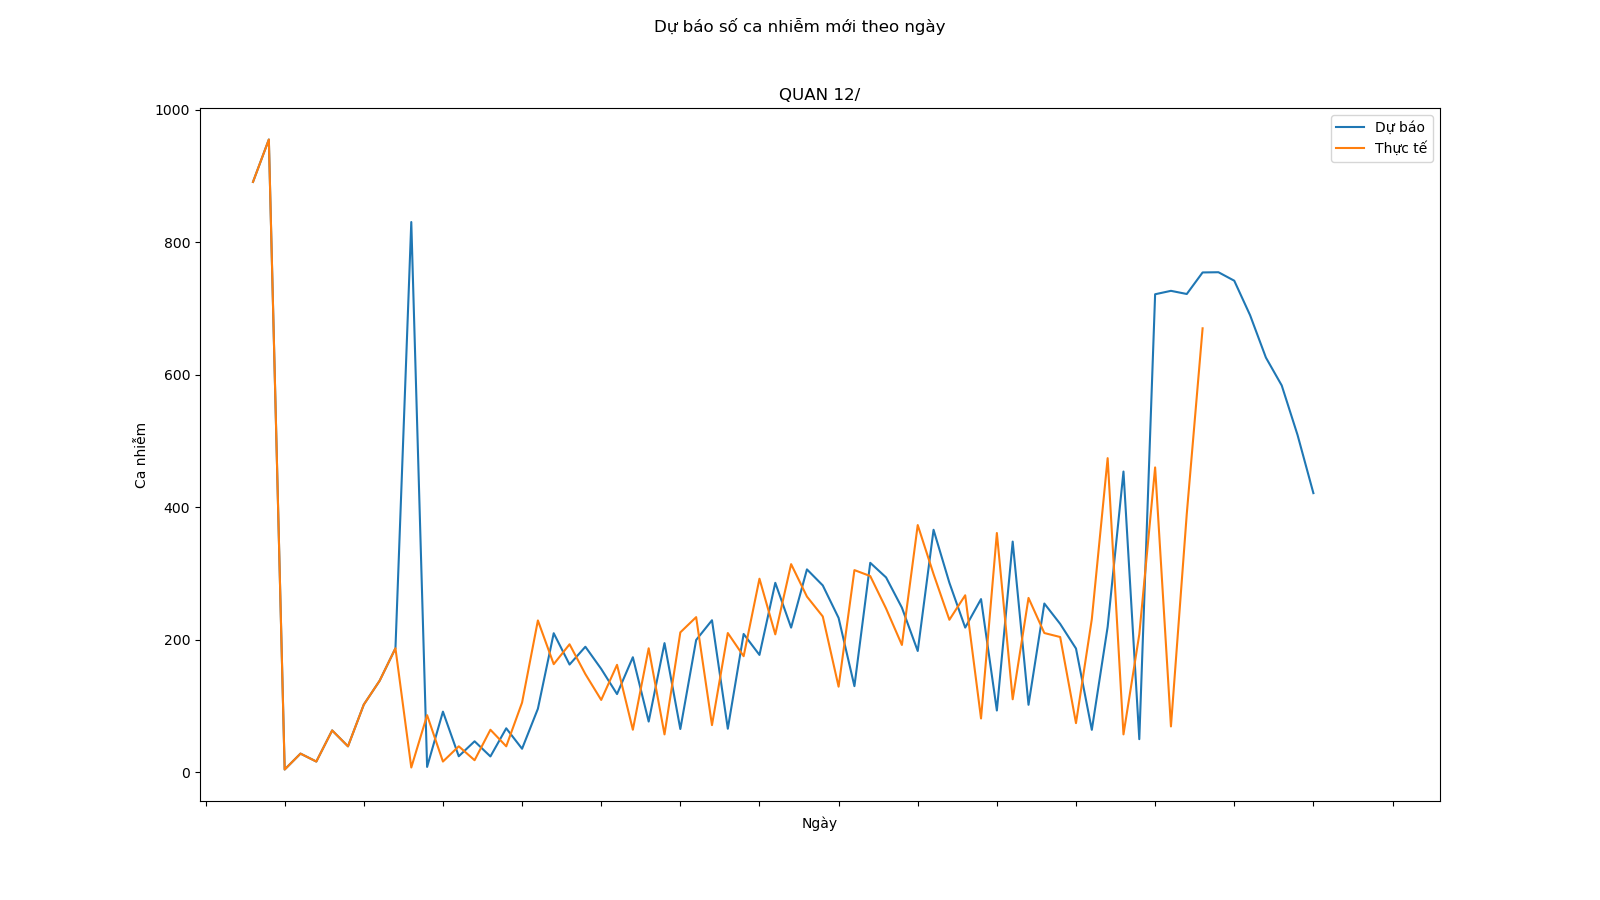 Dự báo số ca nhiễm mới theo ngày
QUAN 12/
1000
800
600
400
200
0
Ca nhiễm
Dự báo
Thực tế
Ngày